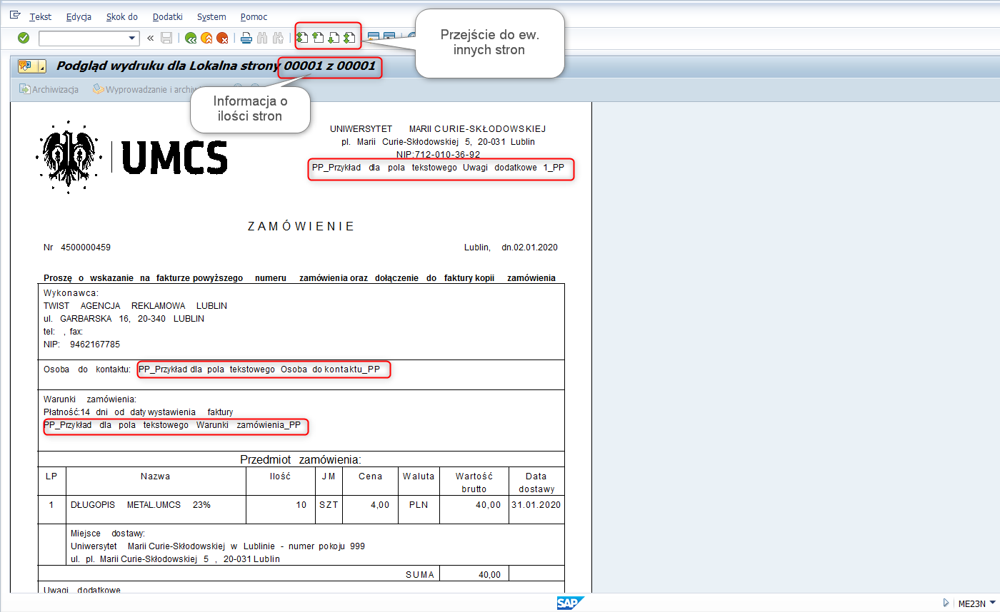 Tekst Edycja Skok do Dodatki System Pomoc
Przejście do ew.
innych stron
Podgląd wydruku dla Lokalna strony 00001 z 00001
Archiwizacja Wyprowadzanie i archiw
Informacja o
ilości stron
UMCS
UNIWERSYTET MARII CURIE-SKŁODOWSKIEJ
pl. Marii Curie-Skłodowskiej 5, 20-031 Lublin
NIP:712-010-36-92
PP_Przykład dla pola tekstowego Uwagi dodatkowe 1_PP
ZAMÓWIENIE
Nr 4500000459 Lublin, dn.02.01.2020
Proszę o wskazanie na fakturze powyższego numeru zamówienia oraz dołączenie do faktury kopii zamówienia
Wykonawca:
TWIST AGENCJA REKLAMOWA LUBLIN
ul. GARBARSKA 16, 20-340 LUBLIN
tel: , fax:
NIP: 9462167785
Osoba do kontaktu: PP_Przykład dla pola tekstowego Osoba do kontaktu_PP
Warunki zamówienia:
Płatność:14 dni od daty wystawienia faktury
PP_Przykład dla pola tekstowego Warunki zamówienia_PP
Przedmiot zamówienia:
LP Nazwa Ilość JM Cena Waluta Wartość Data
brutto dostawy
1 DŁUGOPIS METAL.UMCS 23% 10 SZT 4,00 PLN 40,00 31.01.2020
Miejsce dostawy:
Uniwersytet Marii Curie-Skłodowskiej w Lublinie - numer pokoju 999
ul. pl. Marii Curie-Skłodowskiej 5 , 20-031 Lublin
SUMA 40,00
Uwagi dodatkowe
SAP ME23N